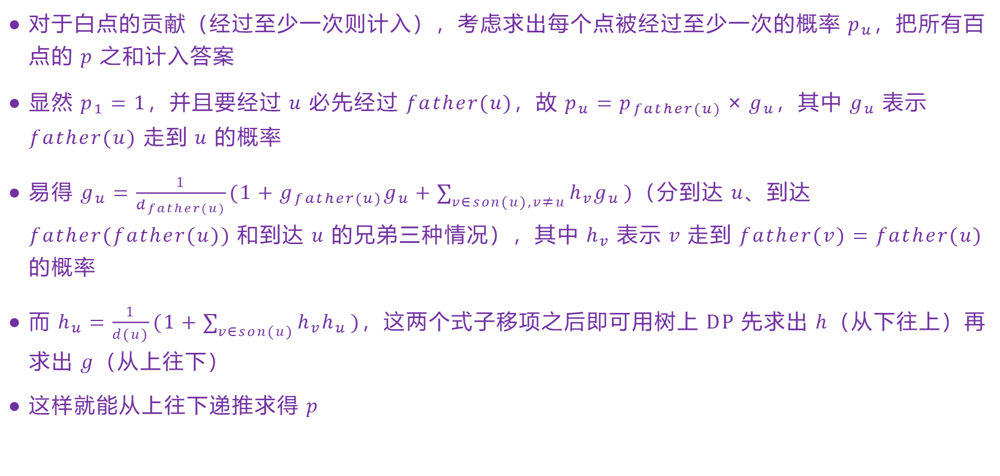 ● 对于白点的贡献（经过至少一次则计入），考虑求出每个点被经过至少一次的概率 p_u，把所有百
点的 p 之和计入答案
● 显然 p_1 = 1，并且要经过 u 必先经过 father(u)，故 p_u = p_{father(u)} × g_u，其中 g_u 表示
father(u) 走到 u 的概率
● 易得 g_u = \frac{1}{d_{father(u)}}(1 + g_{father(u)}g_u + ∑_{v∈son(u),v≠u} h_v g_u)（分到达 u、到达
father(father(u)) 和到达 u 的兄弟三种情况），其中 h_v 表示 v 走到 father(v) = father(u)
的概率
● 而 h_u = \frac{1}{d(u)}(1 + ∑_{v∈son(u)} h_v h_u)，这两个式子移项之后即可用树上 DP 先求出 h（从下往上）再
求出 g（从上往下）
● 这样就能从上往下递推求得 p